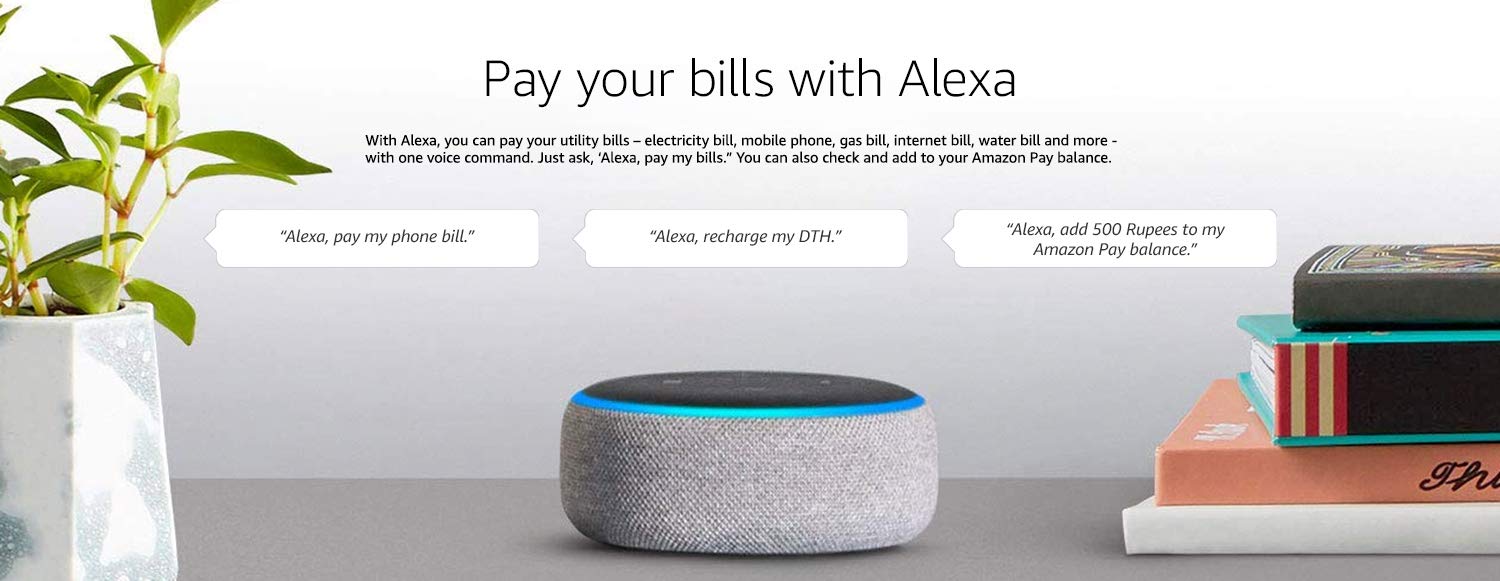 Pay your bills with Alexa
With Alexa, you can pay your utility bills – electricity bill, mobile phone, gas bill, internet bill, water bill and more -
with one voice command. Just ask, ‘Alexa, pay my bills.” You can also check and add to your Amazon Pay balance.
“Alexa, pay my phone bill.”
“Alexa, recharge my DTH.”
“Alexa, add 500 Rupees to my
Amazon Pay balance.”